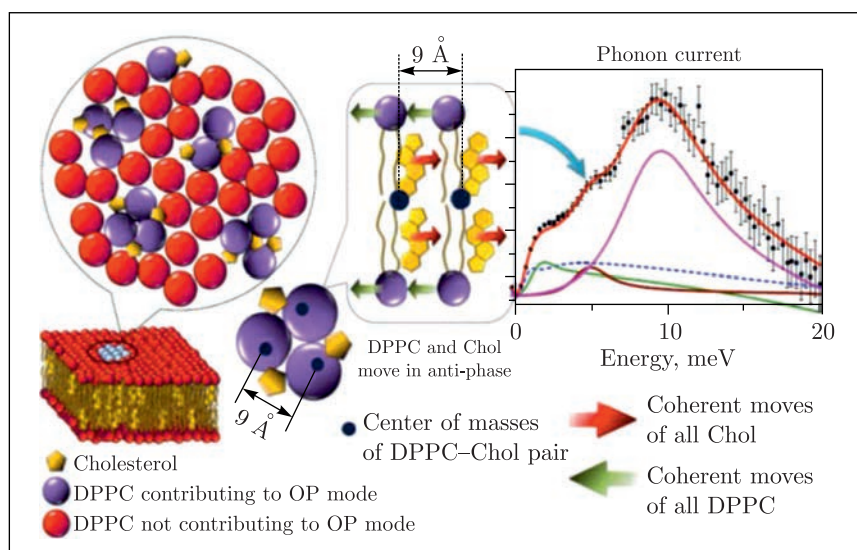 9 Å
Phonon current
0
10
20
Energy, meV
DPPC and Chol
move in anti-phase
9 Å
Center of masses
of DPPC–Chol pair
Coherent moves
of all Chol
Coherent moves
of all DPPC
Cholesterol
DPPC contributing to OP mode
DPPC not contributing to OP mode